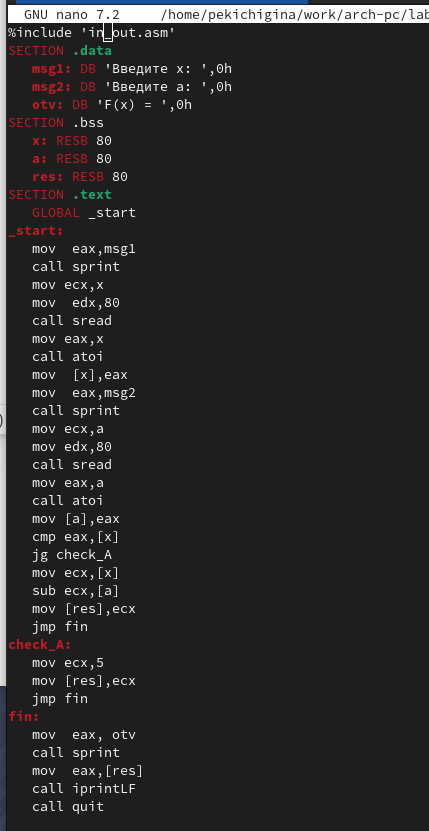 GNU nano 7.2 /home/pekichigina/work/arch-pc/lab
%include 'in_out.asm'
SECTION .data
msg1: DB 'Введите x: ',0h
msg2: DB 'Введите a: ',0h
otv: DB 'F(x) = ',0h
SECTION .bss
x: RESB 80
a: RESB 80
res: RESB 80
SECTION .text
GLOBAL _start
_start:
mov eax,msg1
call sprint
mov ecx,x
mov edx,80
call sread
mov eax,x
call atoi
mov [x],eax
mov eax,msg2
call sprint
mov ecx,a
mov edx,80
call sread
mov eax,a
call atoi
mov [a],eax
cmp eax,[x]
jg check_A
mov ecx,[x]
sub ecx,[a]
mov [res],ecx
jmp fin
check_A:
mov ecx,5
mov [res],ecx
jmp fin
fin:
mov eax, otv
call sprint
mov eax,[res]
call iprintLF
call quit